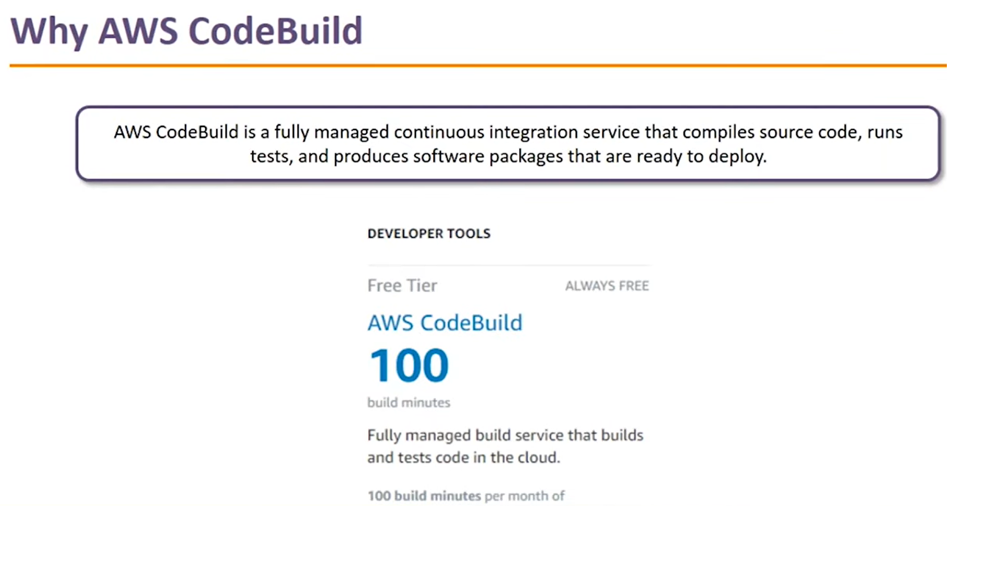 Why AWS CodeBuild
AWS CodeBuild is a fully managed continuous integration service that compiles source code, runs
tests, and produces software packages that are ready to deploy.
DEVELOPER TOOLS
Free Tier ALWAYS FREE
AWS CodeBuild
100
build minutes
Fully managed build service that builds
and tests code in the cloud.
100 build minutes per month of